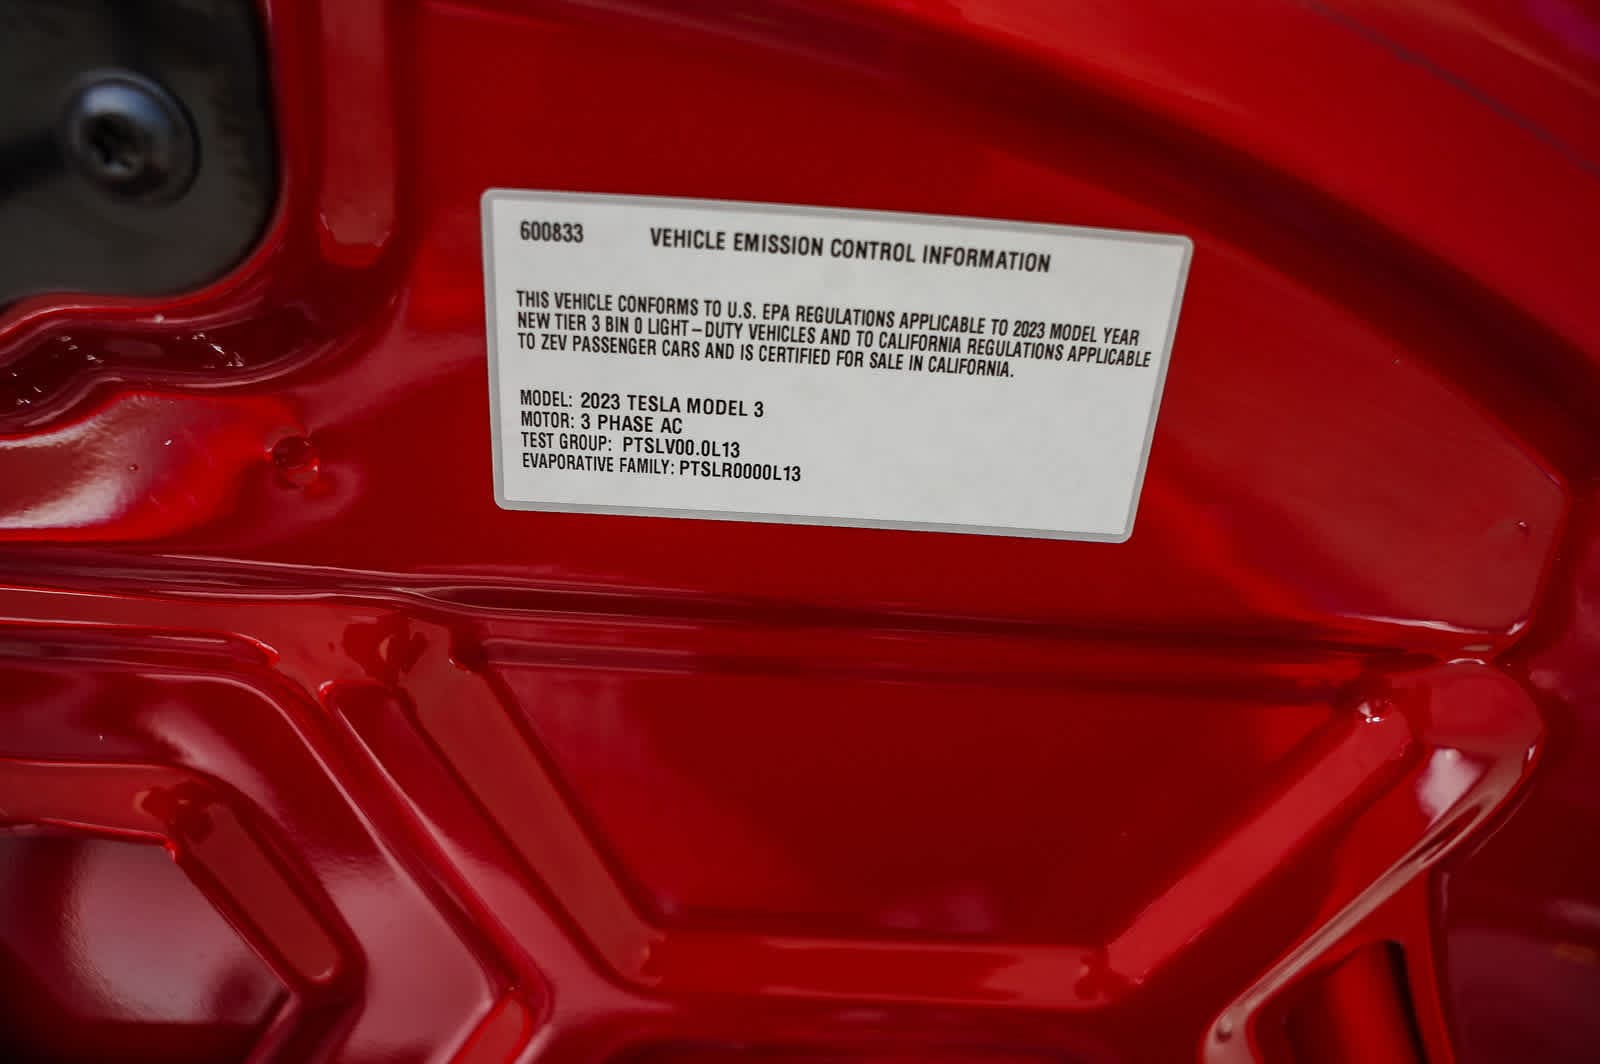 600833 VEHICLE EMISSION CONTROL INFORMATION
THIS VEHICLE CONFORMS TO U.S. EPA REGULATIONS APPLICABLE TO 2023 MODEL YEAR
NEW TIER 3 BIN 0 LIGHT–DUTY VEHICLES AND TO CALIFORNIA REGULATIONS APPLICABLE
TO ZEV PASSENGER CARS AND IS CERTIFIED FOR SALE IN CALIFORNIA.
MODEL: 2023 TESLA MODEL 3
MOTOR: 3 PHASE AC
TEST GROUP: PTSLV00.0L13
EVAPORATIVE FAMILY: PTSLR0000L13